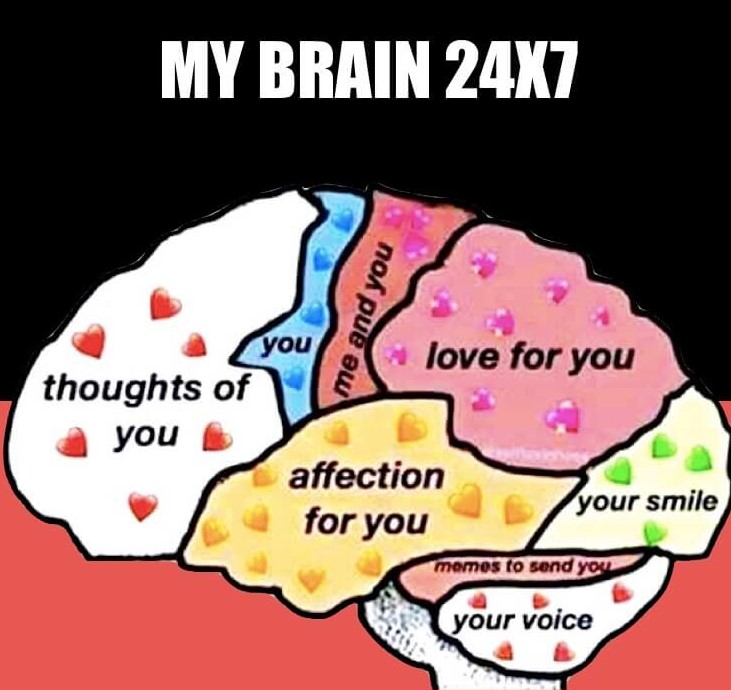 MY BRAIN 24X7
thoughts of
you
you
me and you
love for you
affection
for you
your smile
memes to send you
your voice